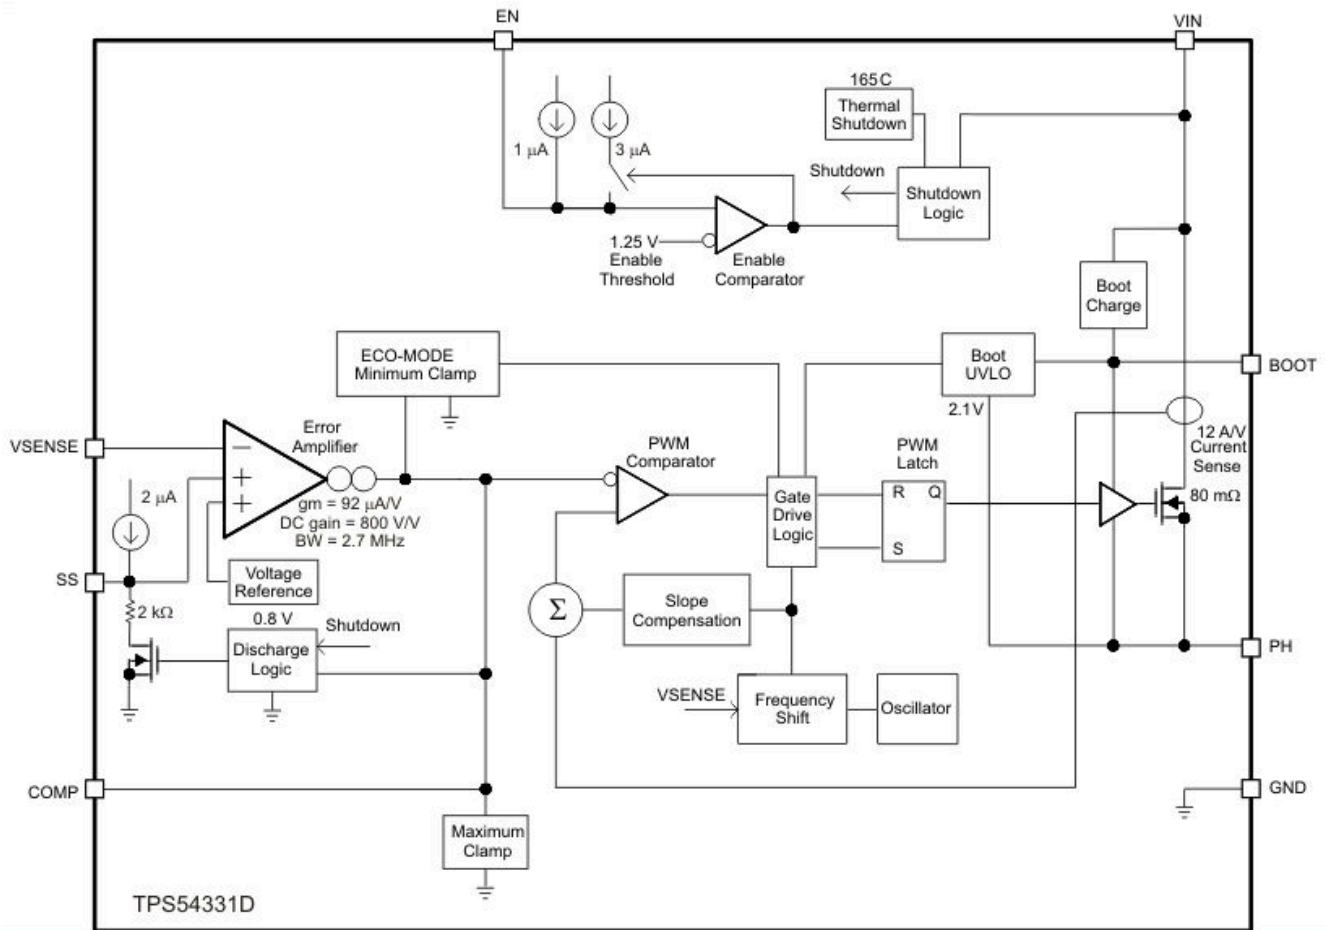 EN
VIN
165C
Thermal
Shutdown
1 μA
3 μA
Shutdown
Shutdown
Logic
1.25 V
Enable
Threshold
Enable
Comparator
Boot
Charge
ECO-MODE
Minimum Clamp
Boot
UVLO
BOOT
2.1V
VSENSE
Error
Amplifier
12 A/V
Current
Sense
PWM
Comparator
PWM
Latch
2 μA
gm = 92 μA/V
DC gain = 800 V/V
BW = 2.7 MHz
Gate
Drive
Logic
R Q
S
80 mΩ
SS
Voltage
Reference
2 kΩ
0.8 V
Shutdown
Discharge
Logic
Σ
Slope
Compensation
PH
VSENSE
Frequency
Shift
Oscillator
COMP
GND
Maximum
Clamp
TPS54331D